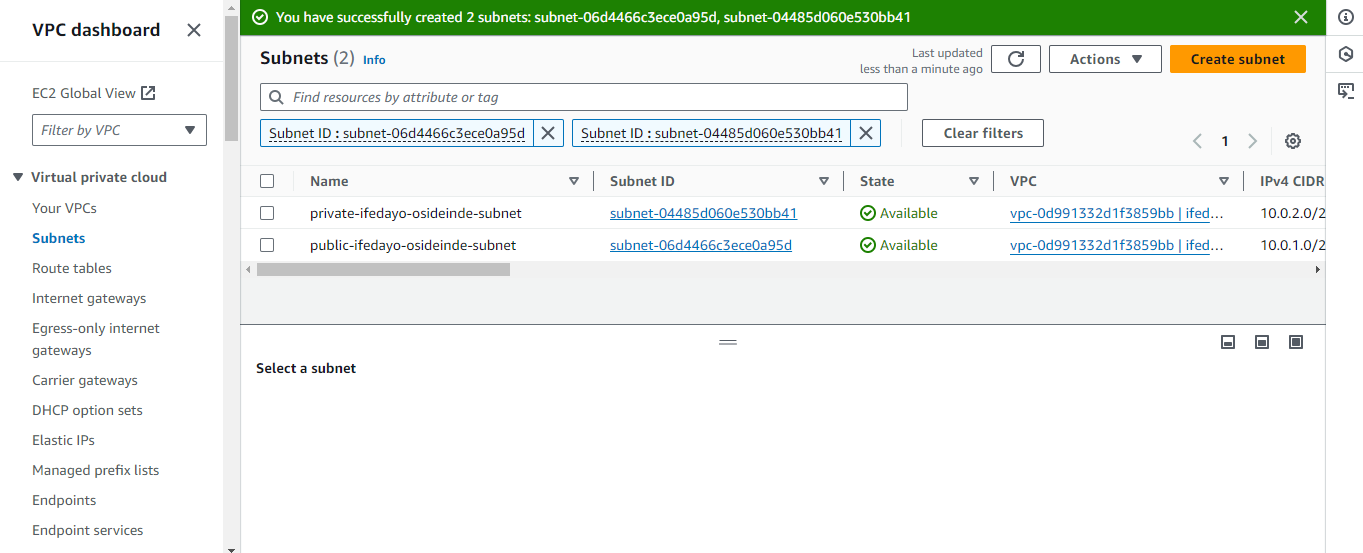 VPC dashboard
EC2 Global View
Filter by VPC
Virtual private cloud
Your VPCs
Subnets
Route tables
Internet gateways
Egress-only internet
gateways
Carrier gateways
DHCP option sets
Elastic IPs
Managed prefix lists
Endpoints
Endpoint services
You have successfully created 2 subnets: subnet-06d4466c3ece0a95d, subnet-04485d060e530bb41
Subnets (2) Info
Last updated
less than a minute ago
Actions
Create subnet
Find resources by attribute or tag
Subnet ID : subnet-06d4466c3ece0a95d
Subnet ID : subnet-04485d060e530bb41
Clear filters
1
Name Subnet ID State VPC IPv4 CIDR
private-ifedayo-osideinde-subnet subnet-04485d060e530bb41 Available vpc-0d991332d1f3859bb | ifed… 10.0.2.0/2
public-ifedayo-osideinde-subnet subnet-06d4466c3ece0a95d Available vpc-0d991332d1f3859bb | ifed… 10.0.1.0/2
Select a subnet